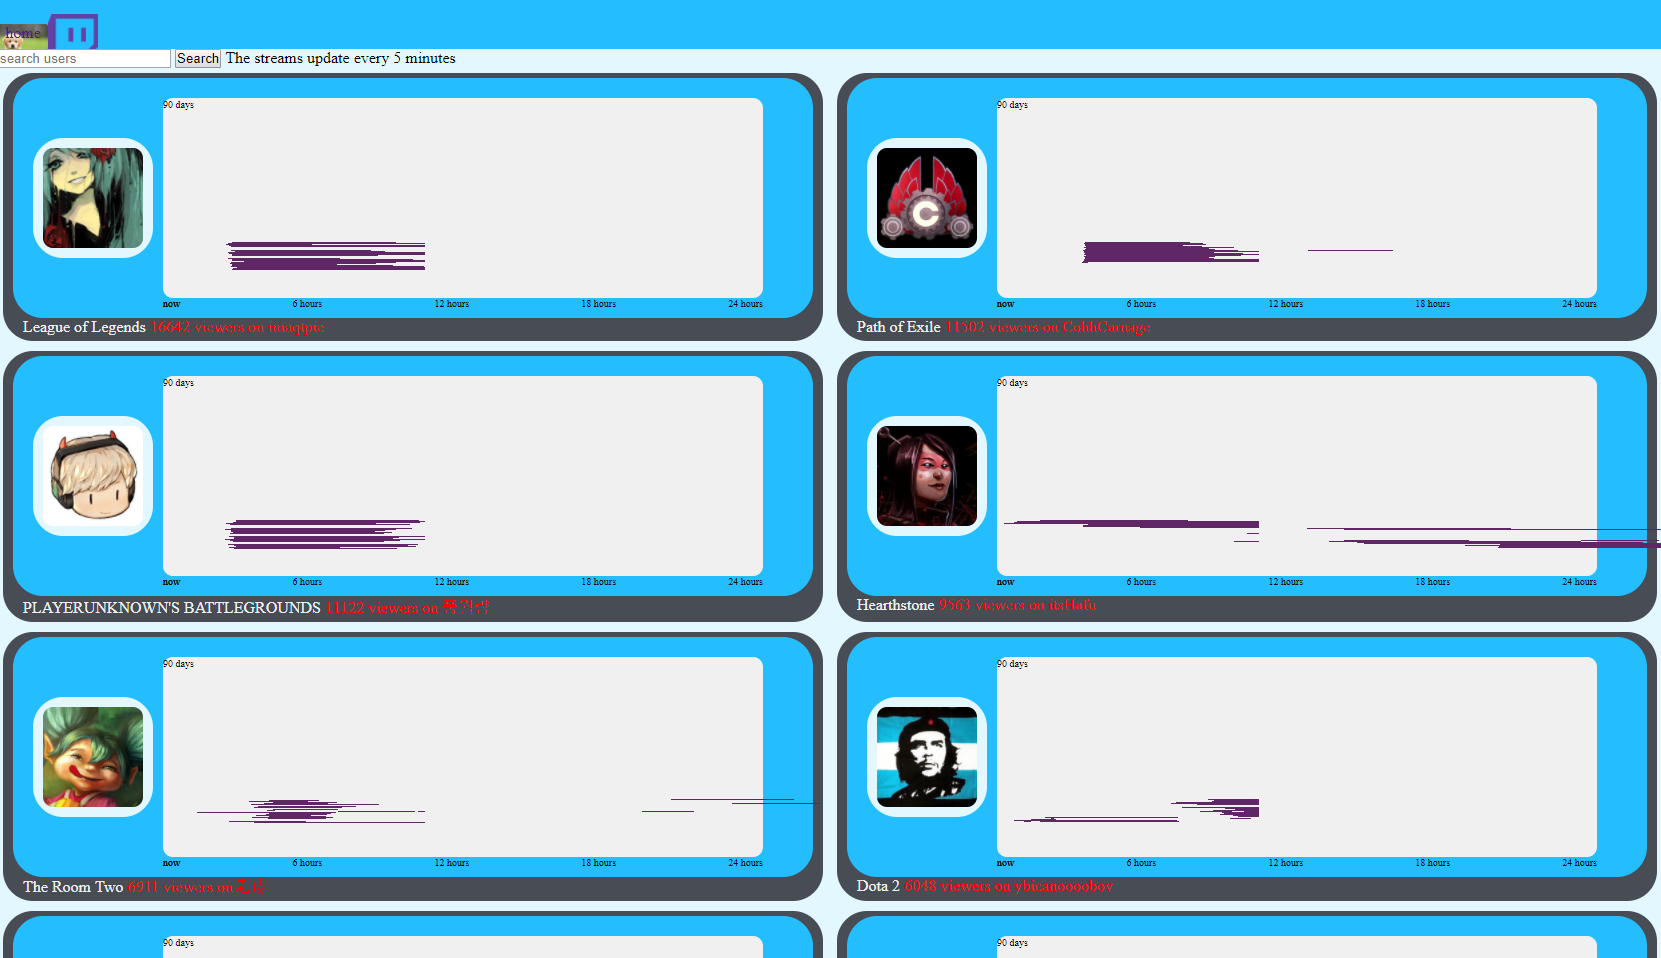 home
search users Search The streams update every 5 minutes
90 days
now 6 hours 12 hours 18 hours 24 hours
League of Legends 16642 viewers on imaqtpie
90 days
now 6 hours 12 hours 18 hours 24 hours
Path of Exile 11502 viewers on CohhCarnage
90 days
now 6 hours 12 hours 18 hours 24 hours
PLAYERUNKNOWN'S BATTLEGROUNDS 11122 viewers on
90 days
now 6 hours 12 hours 18 hours 24 hours
Hearthstone 9563 viewers on itsHafu
90 days
now 6 hours 12 hours 18 hours 24 hours
The Room Two 6911 viewers on
90 days
now 6 hours 12 hours 18 hours 24 hours
Dota 2 6048 viewers on ybicanoooobov
90 days
90 days